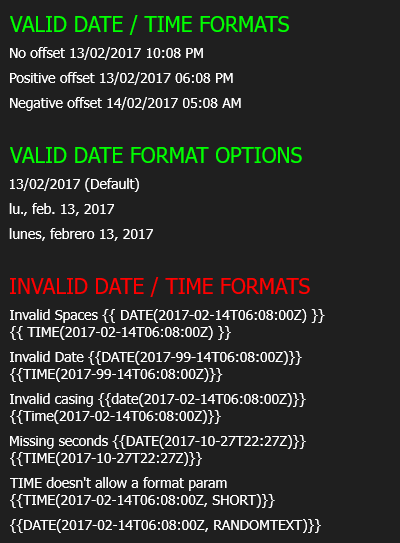 VALID DATE / TIME FORMATS
No offset 13/02/2017 10:08 PM
Positive offset 13/02/2017 06:08 PM
Negative offset 14/02/2017 05:08 AM
VALID DATE FORMAT OPTIONS
13/02/2017 (Default)
lu., feb. 13, 2017
lunes, febrero 13, 2017
INVALID DATE / TIME FORMATS
Invalid Spaces {{ DATE(2017-02-14T06:08:00Z) }}
{{ TIME(2017-02-14T06:08:00Z) }}
Invalid Date {{DATE(2017-99-14T06:08:00Z)}}
{{TIME(2017-99-14T06:08:00Z)}}
Invalid casing {{date(2017-02-14T06:08:00Z)}}
{{Time(2017-02-14T06:08:00Z)}}
Missing seconds {{DATE(2017-10-27T22:27Z)}}
{{TIME(2017-10-27T22:27Z)}}
TIME doesn't allow a format param
{{TIME(2017-02-14T06:08:00Z, SHORT)}}
{{DATE(2017-02-14T06:08:00Z, RANDOMTEXT)}}